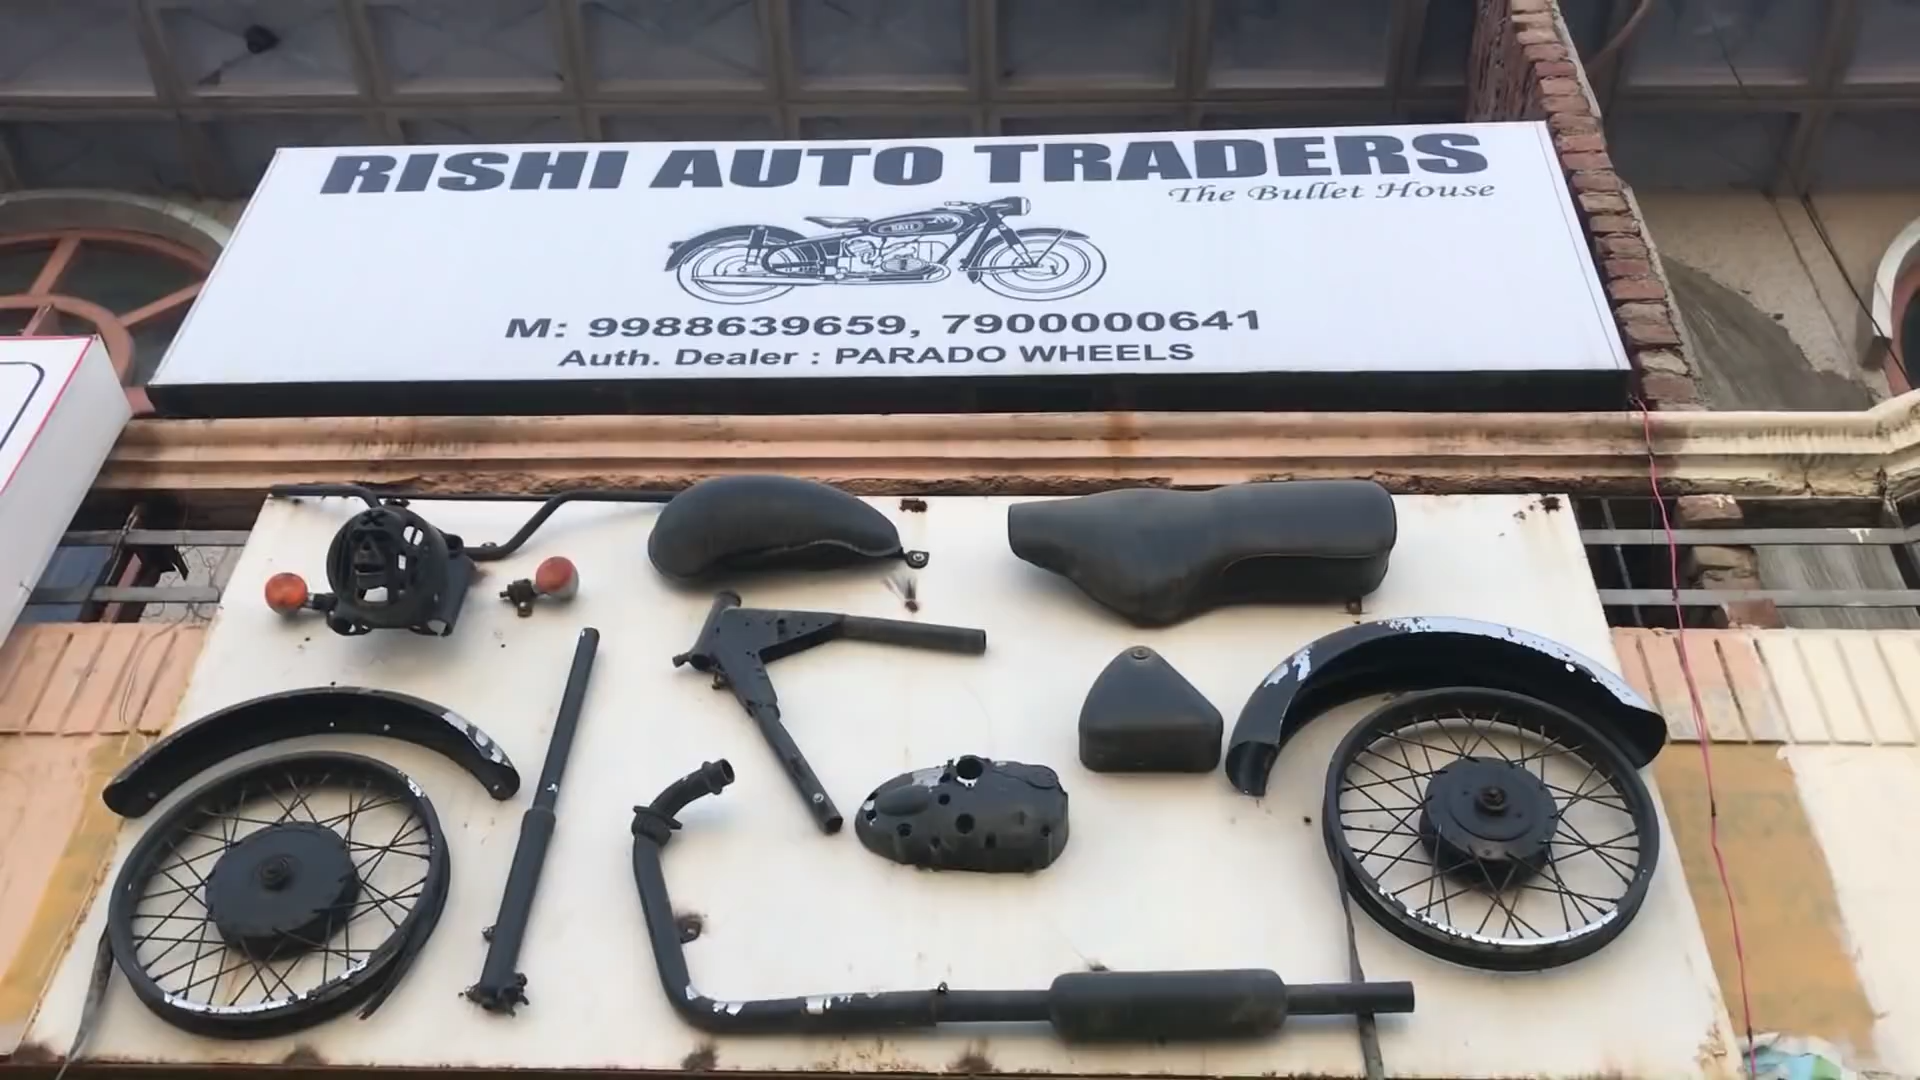 RISHI AUTO TRADERS
The Bullet House
M: 9988639659, 7900000641
Auth. Dealer : PARADO WHEELS